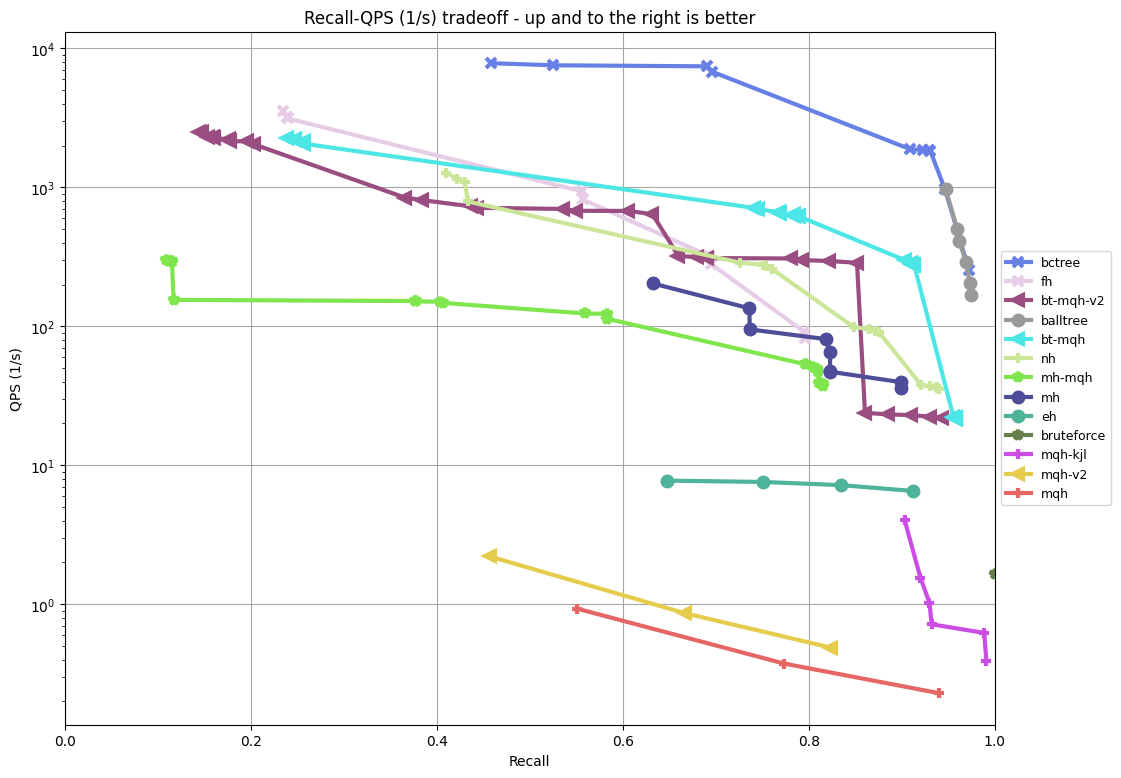 Recall-QPS (1/s) tradeoff - up and to the right is better
QPS (1/s)
10^4
10^3
10^2
10^1
10^0
0.0
0.2
0.4
0.6
0.8
1.0
Recall
bctree
fh
bt-mqh-v2
balltree
bt-mqh
nh
mh-mqh
mh
eh
bruteforce
mqh-kjl
mqh-v2
mqh